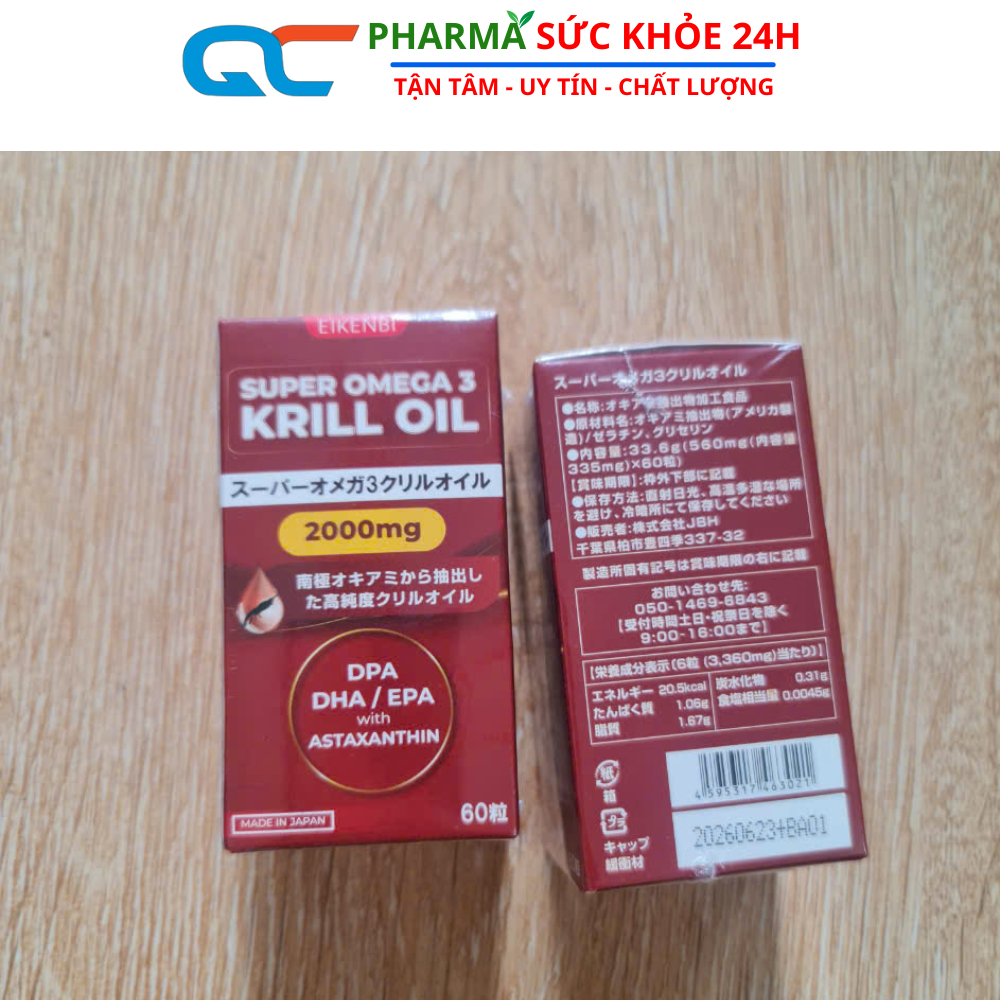 QC
PHARMA SỨC KHỎE 24H
TẬN TÂM - UY TÍN - CHẤT LƯỢNG
EIKENBI
SUPER OMEGA 3
KRILL OIL
スーパーオメガ3クリルオイル
2000mg
南極オキアミから抽出し
た高純度クリルオイル
DPA
DHA / EPA
with
ASTAXANTHIN
MADE IN JAPAN
60粒
スーパーオメガ3クリルオイル
●名称:オキアミ抽出物加工食品
●原材料名:オキアミ抽出物(アメリカ製
造)/ゼラチン、グリセリン
●内容量:33.6g(560mg(内容量
335mg)×60粒)
【賞味期限】:枠外下部に記載
●保存方法:直射日光、高温多湿な場所
を避け、冷暗所にて保存してください
●販売者:株式会社JBH
千葉県柏市豊四季337-32
製造所固有記号は賞味期限の右に記載
お問い合わせ先:
050-1469-6843
【受付時間土日・祝祭日を除く
9:00-16:00まで】
【栄養成分表示〔6粒 (3,360mg)当たり〕】
エネルギー 20.5kcal 炭水化物 0.31g
たんぱく質 1.06g 食塩相当量 0.0045g
脂質 1.67g
紙
箱
プラ
キャップ
緩衝材
4595317463021
20260623+BA01